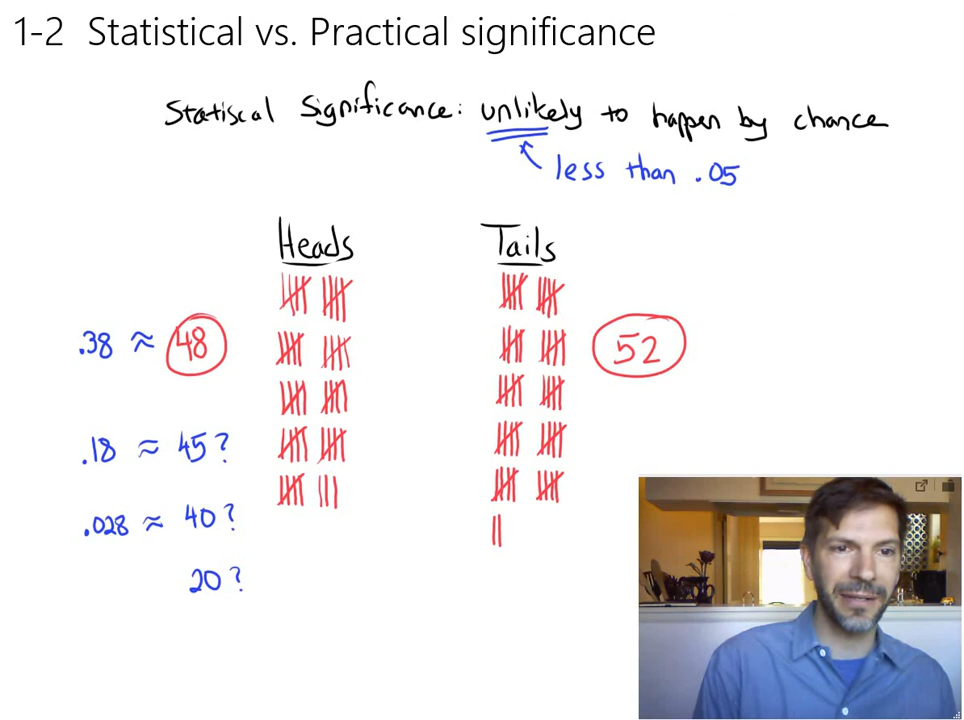 1-2 Statistical vs. Practical significance
Statiscal Significance: unlikely to happen by chance
less than .05
Heads Tails
.38 ≈ 48
52
.18 ≈ 45?
.028 ≈ 40?
20?